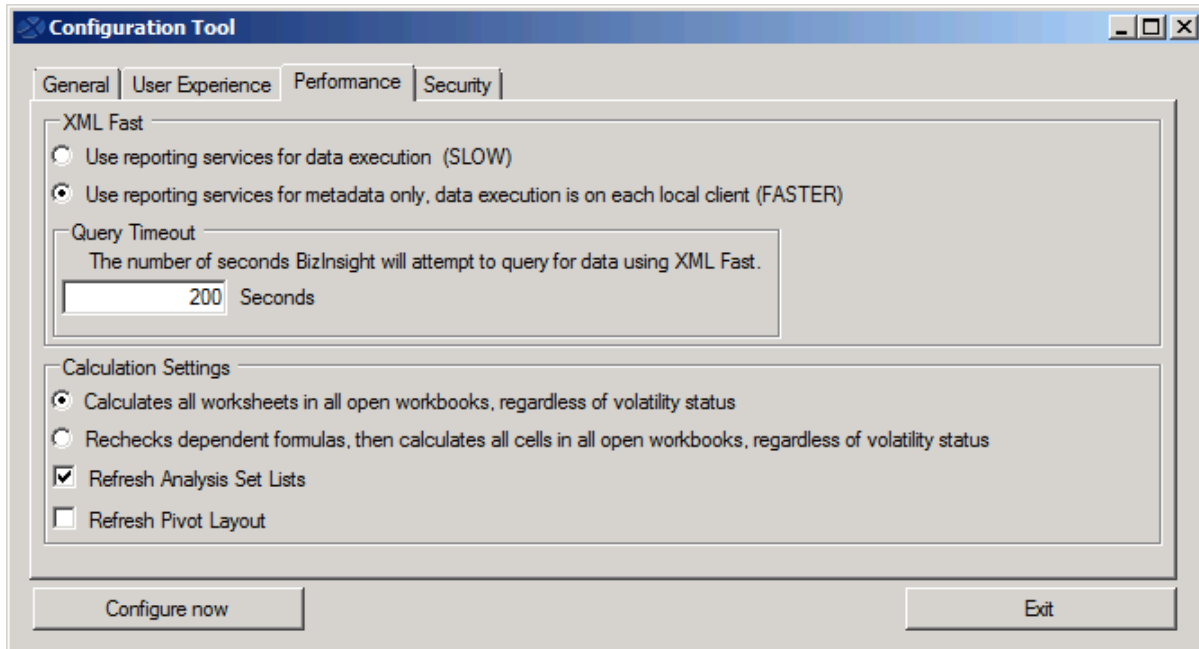 Configuration Tool
General User Experience Performance Security
XML Fast
Use reporting services for data execution (SLOW)
Use reporting services for metadata only, data execution is on each local client (FASTER)
Query Timeout
The number of seconds BizInsight will attempt to query for data using XML Fast.
200 Seconds
Calculation Settings
Calculates all worksheets in all open workbooks, regardless of volatility status
Rechecks dependent formulas, then calculates all cells in all open workbooks, regardless of volatility status
Refresh Analysis Set Lists
Refresh Pivot Layout
Configure now Exit